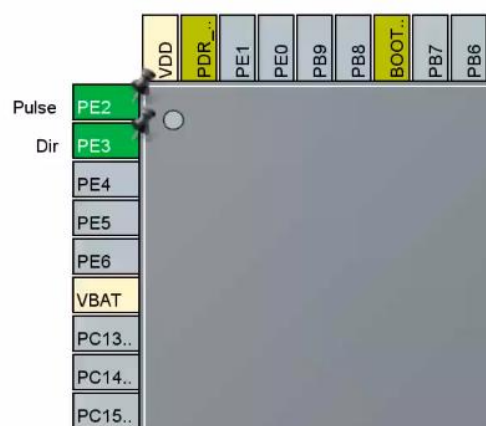 VDD
PDR_..
PE1
PE0
PB9
PB8
BOOT..
PB7
PB6
Pulse PE2
Dir PE3
PE4
PE5
PE6
VBAT
PC13..
PC14..
PC15..